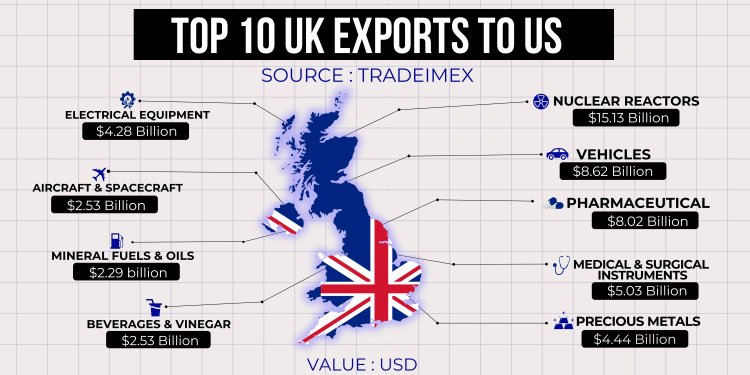 TOP 10 UK EXPORTS TO US
SOURCE : TRADEIMEX
ELECTRICAL EQUIPMENT
$4.28 Billion
AIRCRAFT & SPACECRAFT
$2.53 Billion
MINERAL FUELS & OILS
$2.29 billion
BEVERAGES & VINEGAR
$2.53 Billion
NUCLEAR REACTORS
$15.13 Billion
VEHICLES
$8.62 Billion
PHARMACEUTICAL
$8.02 Billion
MEDICAL & SURGICAL
INSTRUMENTS
$5.03 Billion
PRECIOUS METALS
$4.44 Billion
VALUE : USD